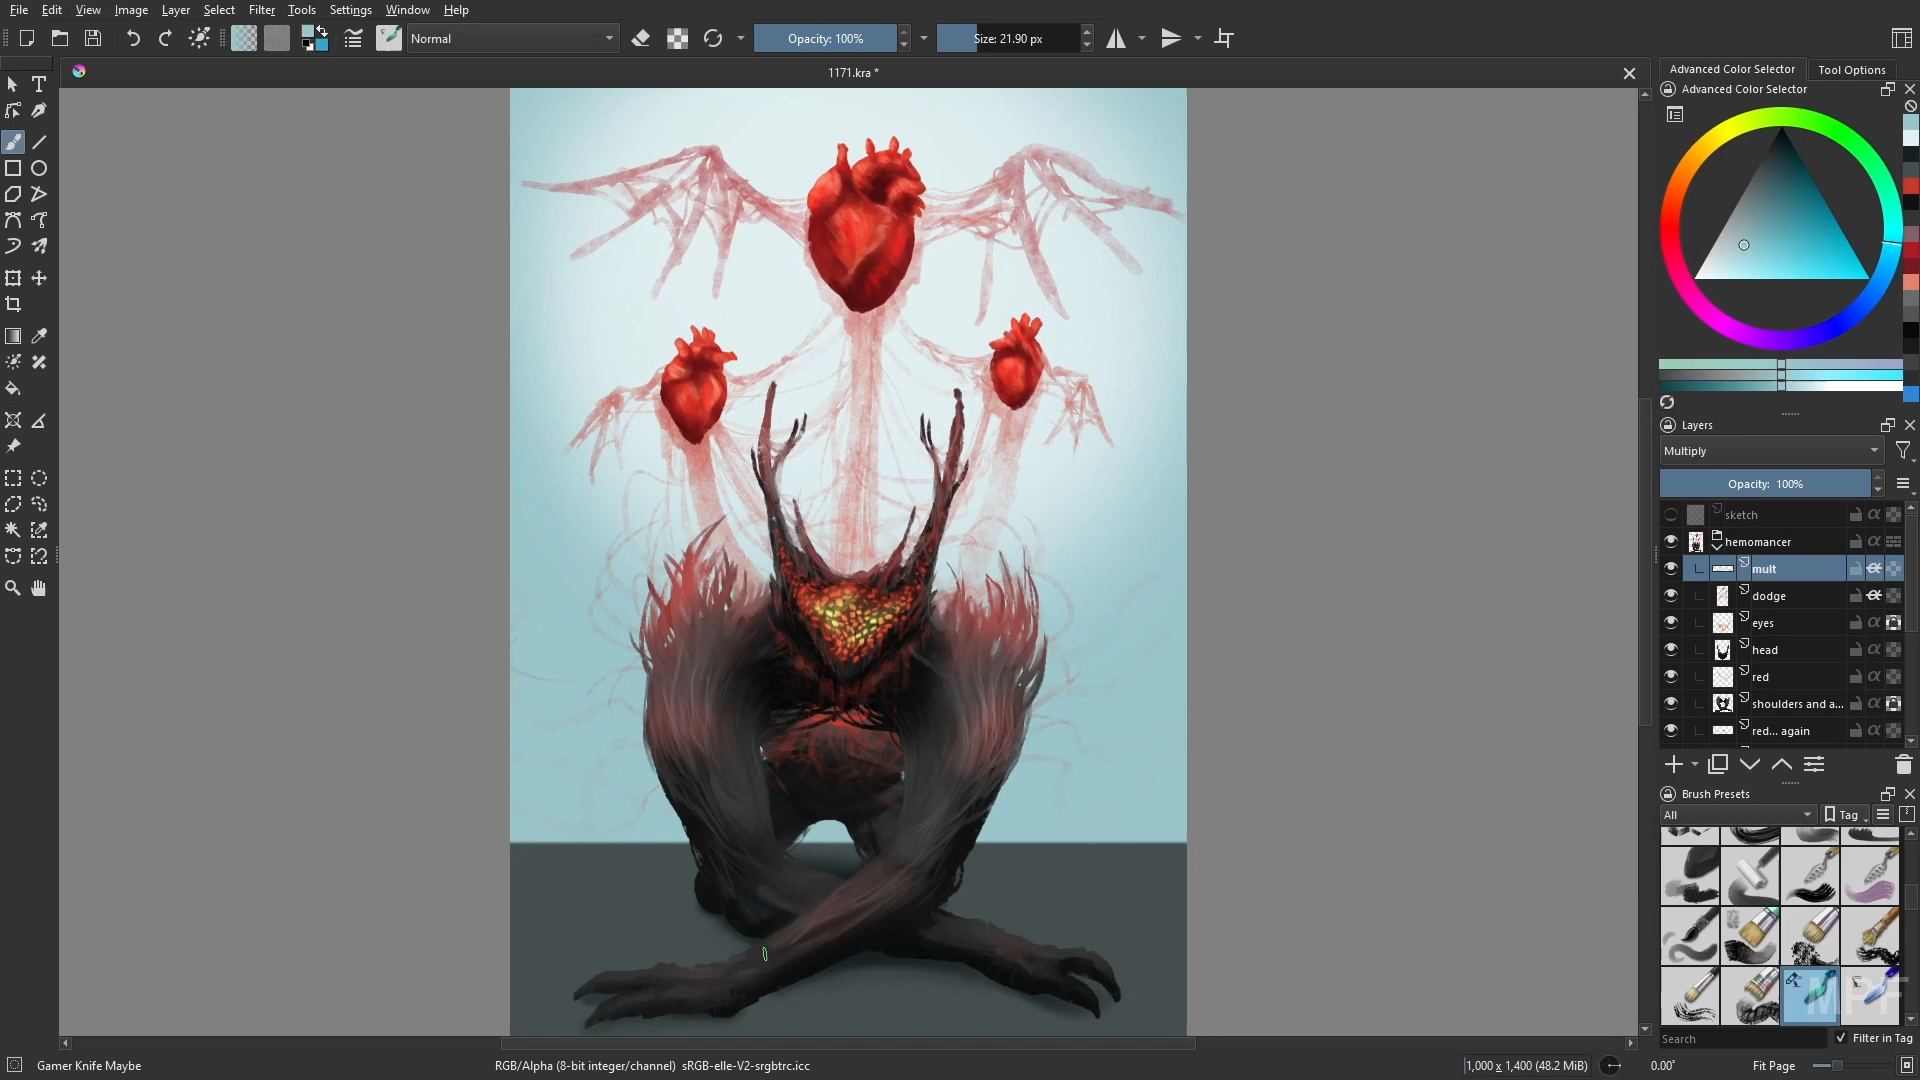 File Edit View Image Layer Select Filter Tools Settings Window Help
Normal
Opacity: 100%
Size: 21.90 px
1171.kra *
Advanced Color Selector
Tool Options
Advanced Color Selector
Layers
Multiply
Opacity: 100%
sketch
hemomancer
mult
dodge
eyes
head
red
shoulders and a...
red... again
Brush Presets
All
Tag
MPF
Search
Filter in Tag
Gamer Knife Maybe
RGB/Alpha (8-bit integer/channel) sRGB-elle-V2-srgbtrc.icc
1,000 x 1,400 (48.2 MiB)
0.00°
Fit Page